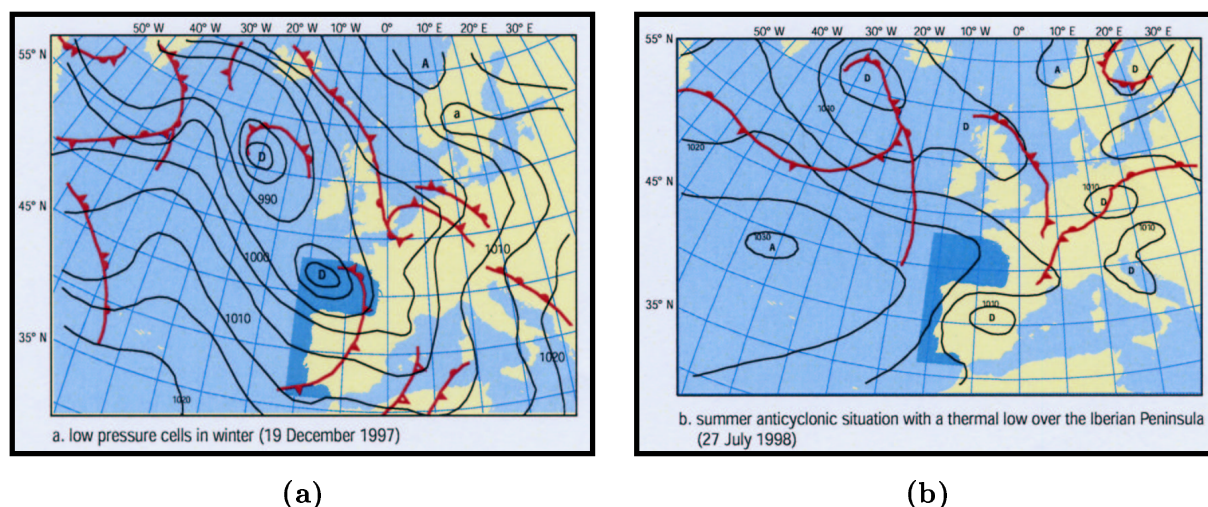 50° W 40° W 30° W 20° W 10° W 0° 10° E 20° E 30° E
55° N
45° N
35° N
A
a
D
990
1000
D
1010
1010
1020
1020
a. low pressure cells in winter (19 December 1997)
(a)
50° W 40° W 30° W 20° W 10° W 0° 10° E 20° E 30° E
55° N
45° N
35° N
D
A
D
1020
D
1010
D
1030
A
1010
D
1010
D
b. summer anticyclonic situation with a thermal low over the Iberian Peninsula
(27 July 1998)
(b)